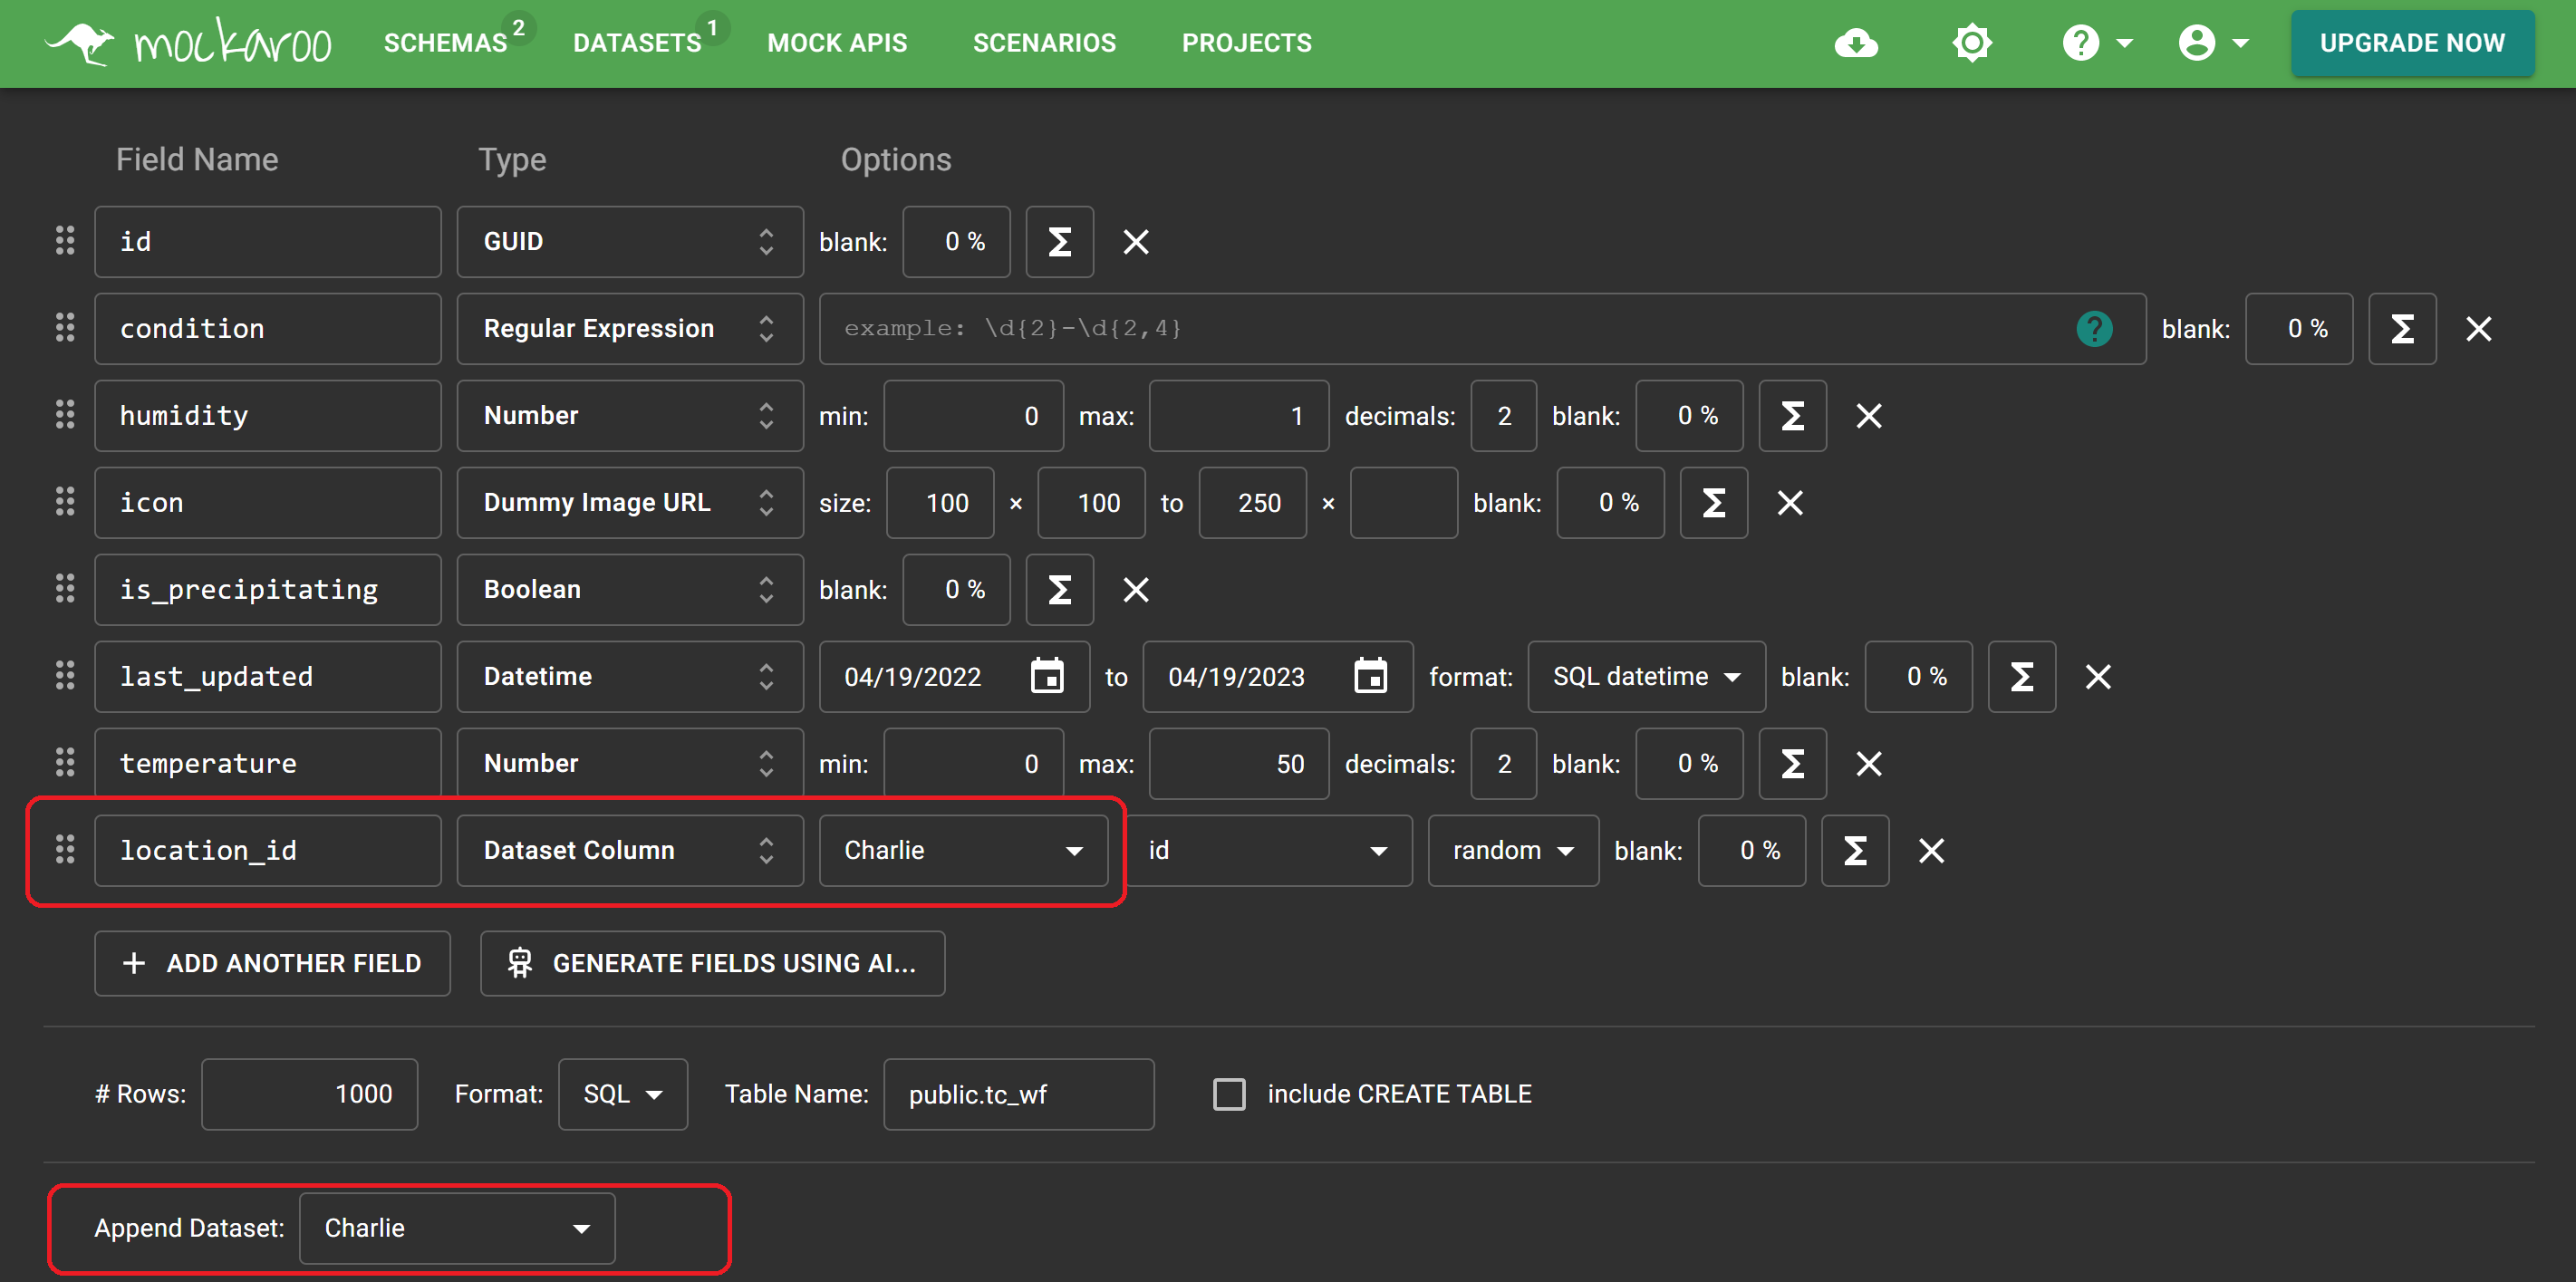 mockaroo SCHEMAS 2 DATASETS 1 MOCK APIS SCENARIOS PROJECTS ? UPGRADE NOW
Field Name Type Options
id GUID blank: 0 % Σ
condition Regular Expression example: \d{2}-\d{2,4} ? blank: 0 % Σ
humidity Number min: 0 max: 1 decimals: 2 blank: 0 % Σ
icon Dummy Image URL size: 100 × 100 to 250 × blank: 0 % Σ
is_precipitating Boolean blank: 0 % Σ
last_updated Datetime 04/19/2022 to 04/19/2023 format: SQL datetime blank: 0 % Σ
temperature Number min: 0 max: 50 decimals: 2 blank: 0 % Σ
location_id Dataset Column Charlie id random blank: 0 % Σ
+ ADD ANOTHER FIELD GENERATE FIELDS USING AI...
# Rows: 1000 Format: SQL Table Name: public.tc_wf include CREATE TABLE
Append Dataset: Charlie